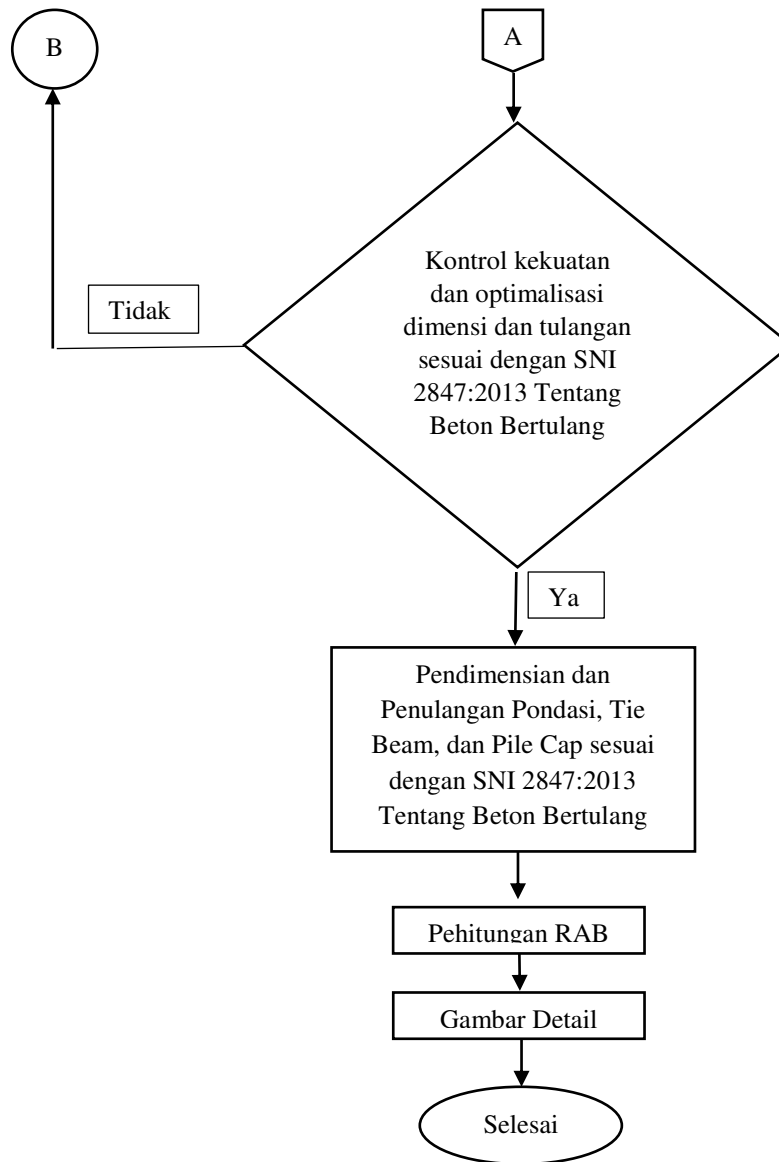 B
A
Kontrol kekuatan
dan optimalisasi
dimensi dan tulangan
sesuai dengan SNI
2847:2013 Tentang
Beton Bertulang
Tidak
Ya
Pendimensian dan
Penulangan Pondasi, Tie
Beam, dan Pile Cap sesuai
dengan SNI 2847:2013
Tentang Beton Bertulang
Pehitungan RAB
Gambar Detail
Selesai